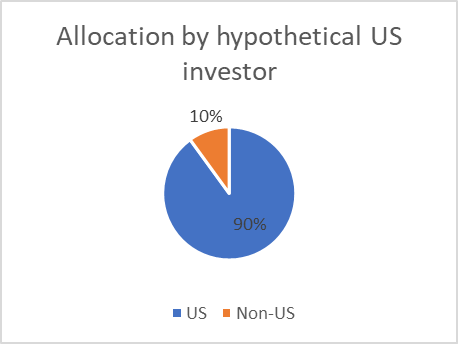 Allocation by hypothetical US
investor
10%
90%
US Non-US